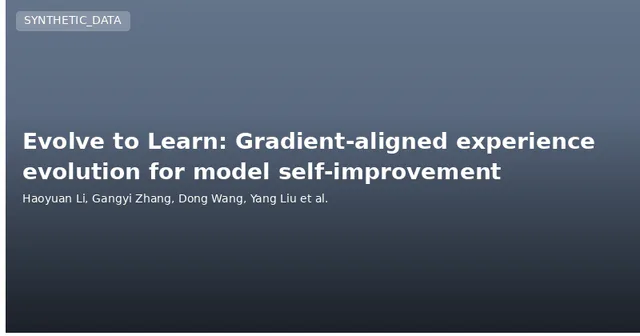 SYNTHETIC_DATA
Evolve to Learn: Gradient-aligned experience
evolution for model self-improvement
Haoyuan Li, Gangyi Zhang, Dong Wang, Yang Liu et al.